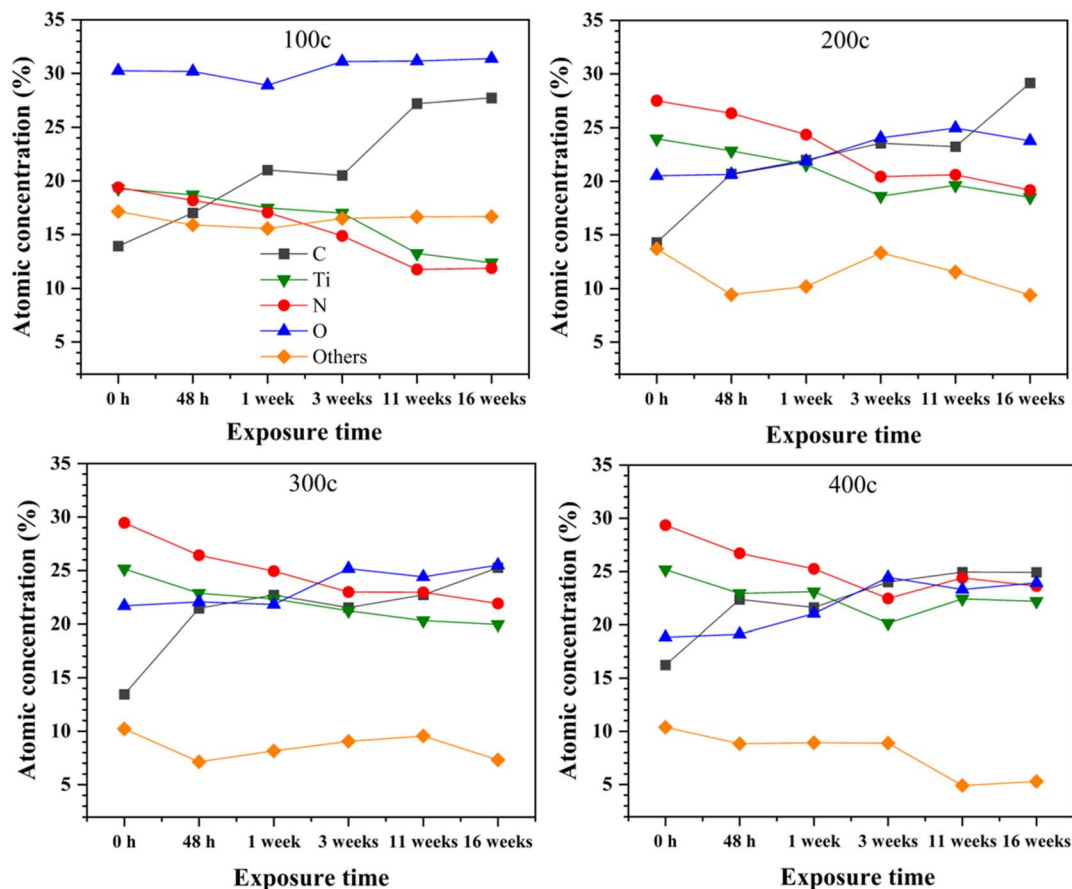 100c
35
30
25
20
15
10
5
Atomic concentration (%)
C
Ti
N
O
Others
0 h 48 h 1 week 3 weeks 11 weeks 16 weeks
Exposure time
200c
35
30
25
20
15
10
5
Atomic concentration (%)
0 h 48 h 1 week 3 weeks 11 weeks 16 weeks
Exposure time
300c
35
30
25
20
15
10
5
Atomic concentration (%)
0 h 48 h 1 week 3 weeks 11 weeks 16 weeks
Exposure time
400c
35
30
25
20
15
10
5
Atomic concentration (%)
0 h 48 h 1 week 3 weeks 11 weeks 16 weeks
Exposure time